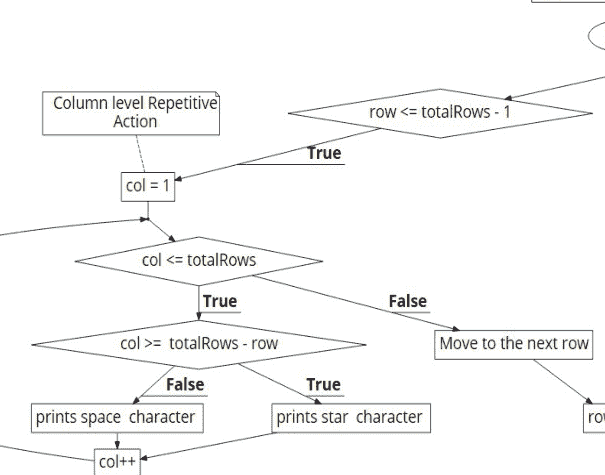 Column level Repetitive
Action
row <= totalRows - 1
True
col = 1
col <= totalRows
True
False
col >= totalRows - row
Move to the next row
False
True
prints space character
prints star character
col++